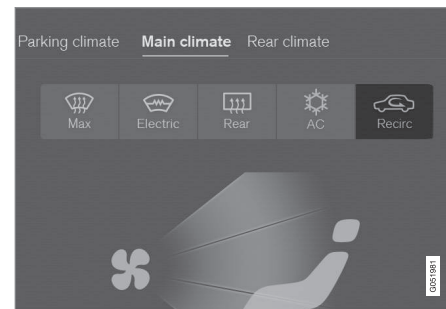 Parking climate Main climate Rear climate
Max Electric Rear AC Recirc
G051981